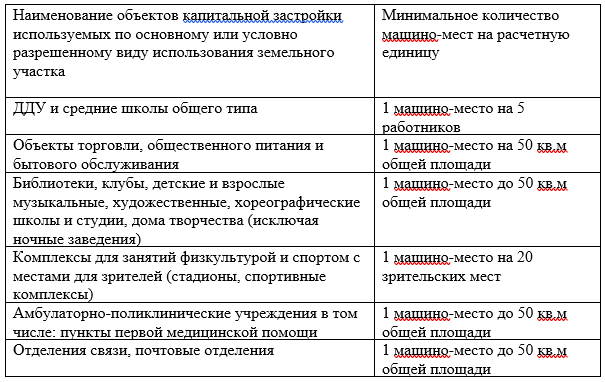 Наименование объектов капитальной застройки
используемых по основному или условно
разрешенному виду использования земельного
участка
Минимальное количество
машино-мест на расчетную
единицу
ДДУ и средние школы общего типа
1 машино-место на 5
работников
Объекты торговли, общественного питания и
бытового обслуживания
1 машино-место на 50 кв.м
общей площади
Библиотеки, клубы, детские и взрослые
музыкальные, художественные, хореографические
школы и студии, дома творчества (исключая
ночные заведения)
1 машино-место до 50 кв.м
общей площади
Комплексы для занятий физкультурой и спортом с
местами для зрителей (стадионы, спортивные
комплексы)
1 машино-место на 20
зрительских мест
Амбулаторно-поликлинические учреждения в том
числе: пункты первой медицинской помощи
1 машино-место до 50 кв.м
общей площади
Отделения связи, почтовые отделения
1 машино-место до 50 кв.м
общей площади